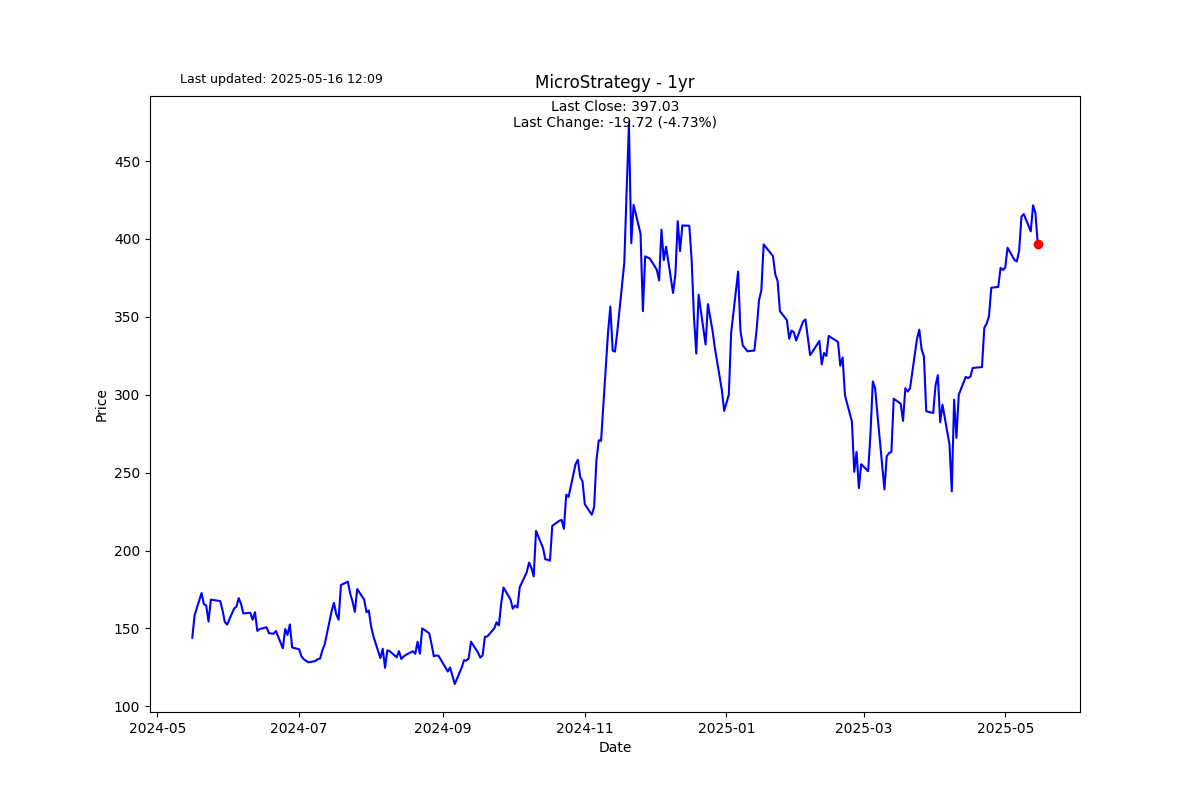 Last updated: 2025-05-16 12:09
MicroStrategy - 1yr
Last Close: 397.03
Last Change: -19.72 (-4.73%)
450
400
350
300
250
200
150
100
Price
2024-05 2024-07 2024-09 2024-11 2025-01 2025-03 2025-05
Date